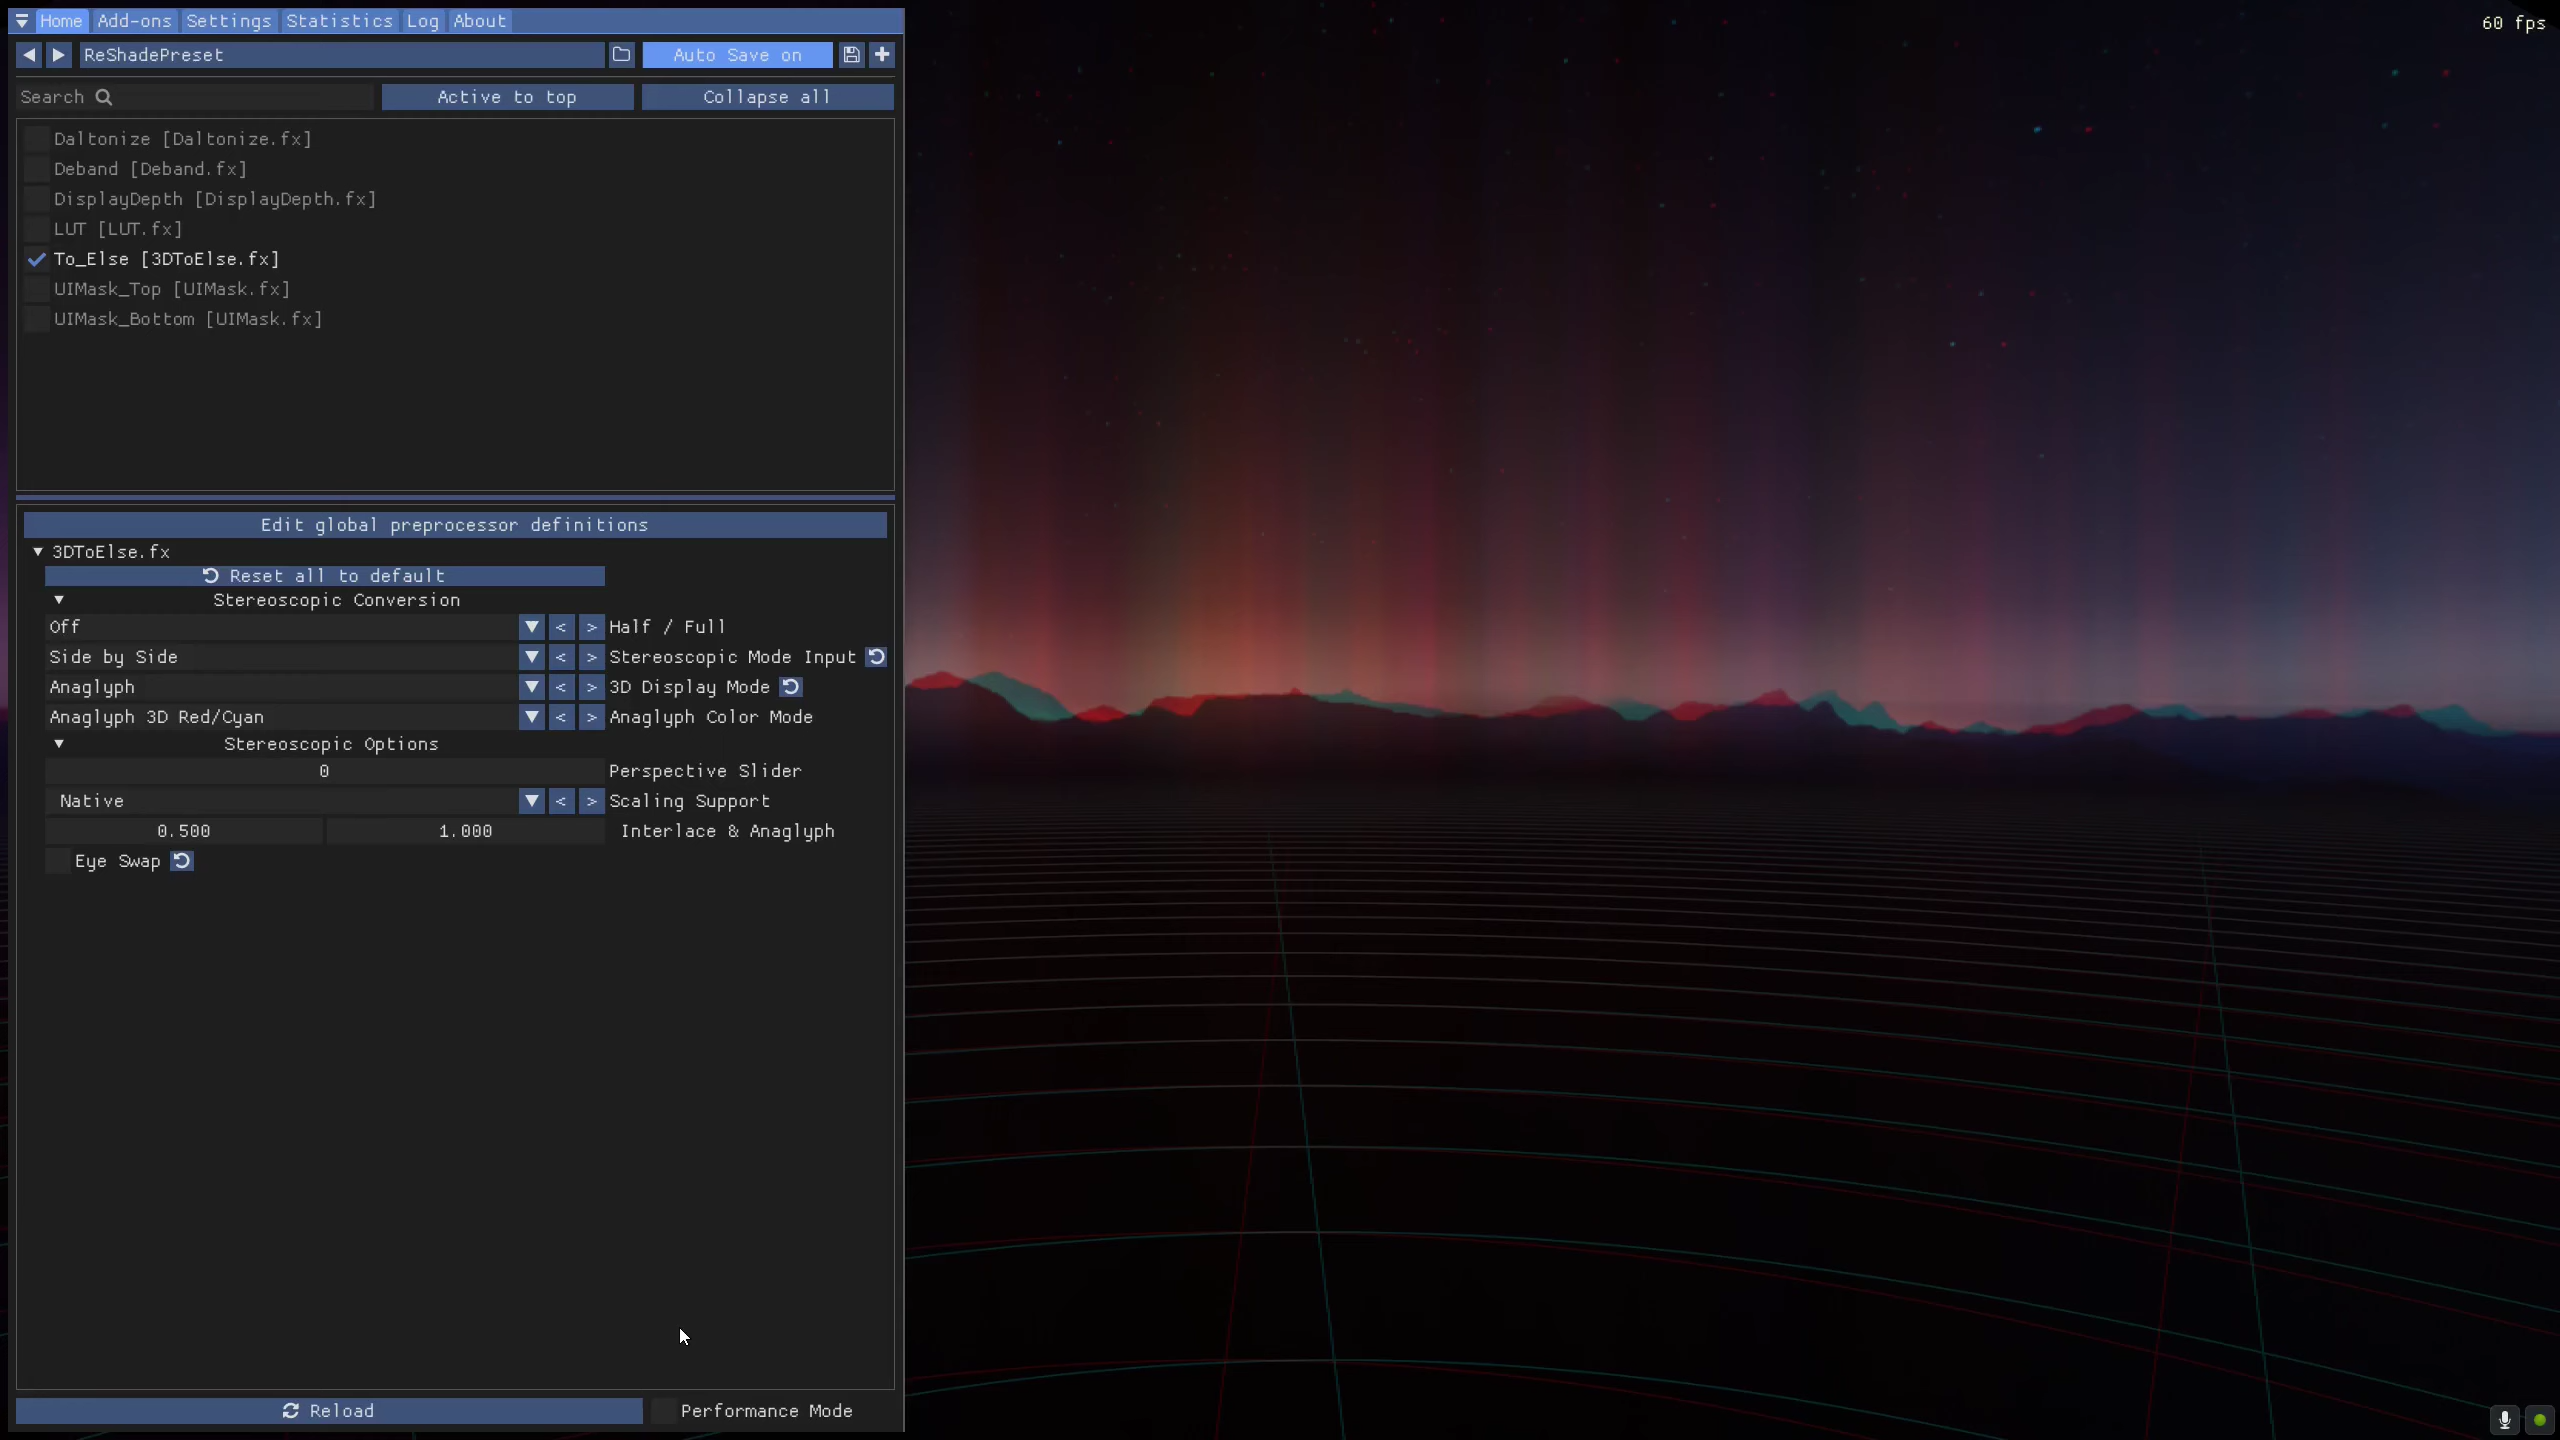 Home Add-ons Settings Statistics Log About
60 fps
ReShadePreset Auto Save on
Search Active to top Collapse all
Daltonize [Daltonize.fx]
Deband [Deband.fx]
DisplayDepth [DisplayDepth.fx]
LUT [LUT.fx]
To_Else [3DToElse.fx]
UIMask_Top [UIMask.fx]
UIMask_Bottom [UIMask.fx]
Edit global preprocessor definitions
3DToElse.fx
Reset all to default
Stereoscopic Conversion
Off < > Half / Full
Side by Side < > Stereoscopic Mode Input
Anaglyph < > 3D Display Mode
Anaglyph 3D Red/Cyan < > Anaglyph Color Mode
Stereoscopic Options
0 Perspective Slider
Native < > Scaling Support
0.500 1.000 Interlace & Anaglyph
Eye Swap
Reload Performance Mode